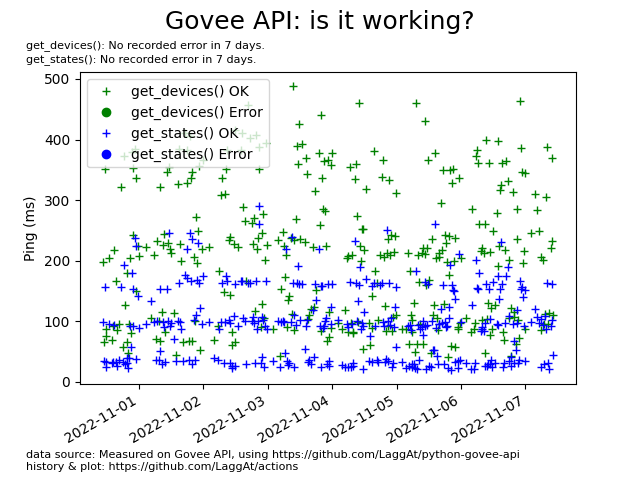 Govee API: is it working?
get_devices(): No recorded error in 7 days.
get_states(): No recorded error in 7 days.
get_devices() OK
get_devices() Error
get_states() OK
get_states() Error
Ping (ms)
500
400
300
200
100
0
2022-11-01
2022-11-02
2022-11-03
2022-11-04
2022-11-05
2022-11-06
2022-11-07
data source: Measured on Govee API, using https://github.com/LaggAt/python-govee-api
history & plot: https://github.com/LaggAt/actions